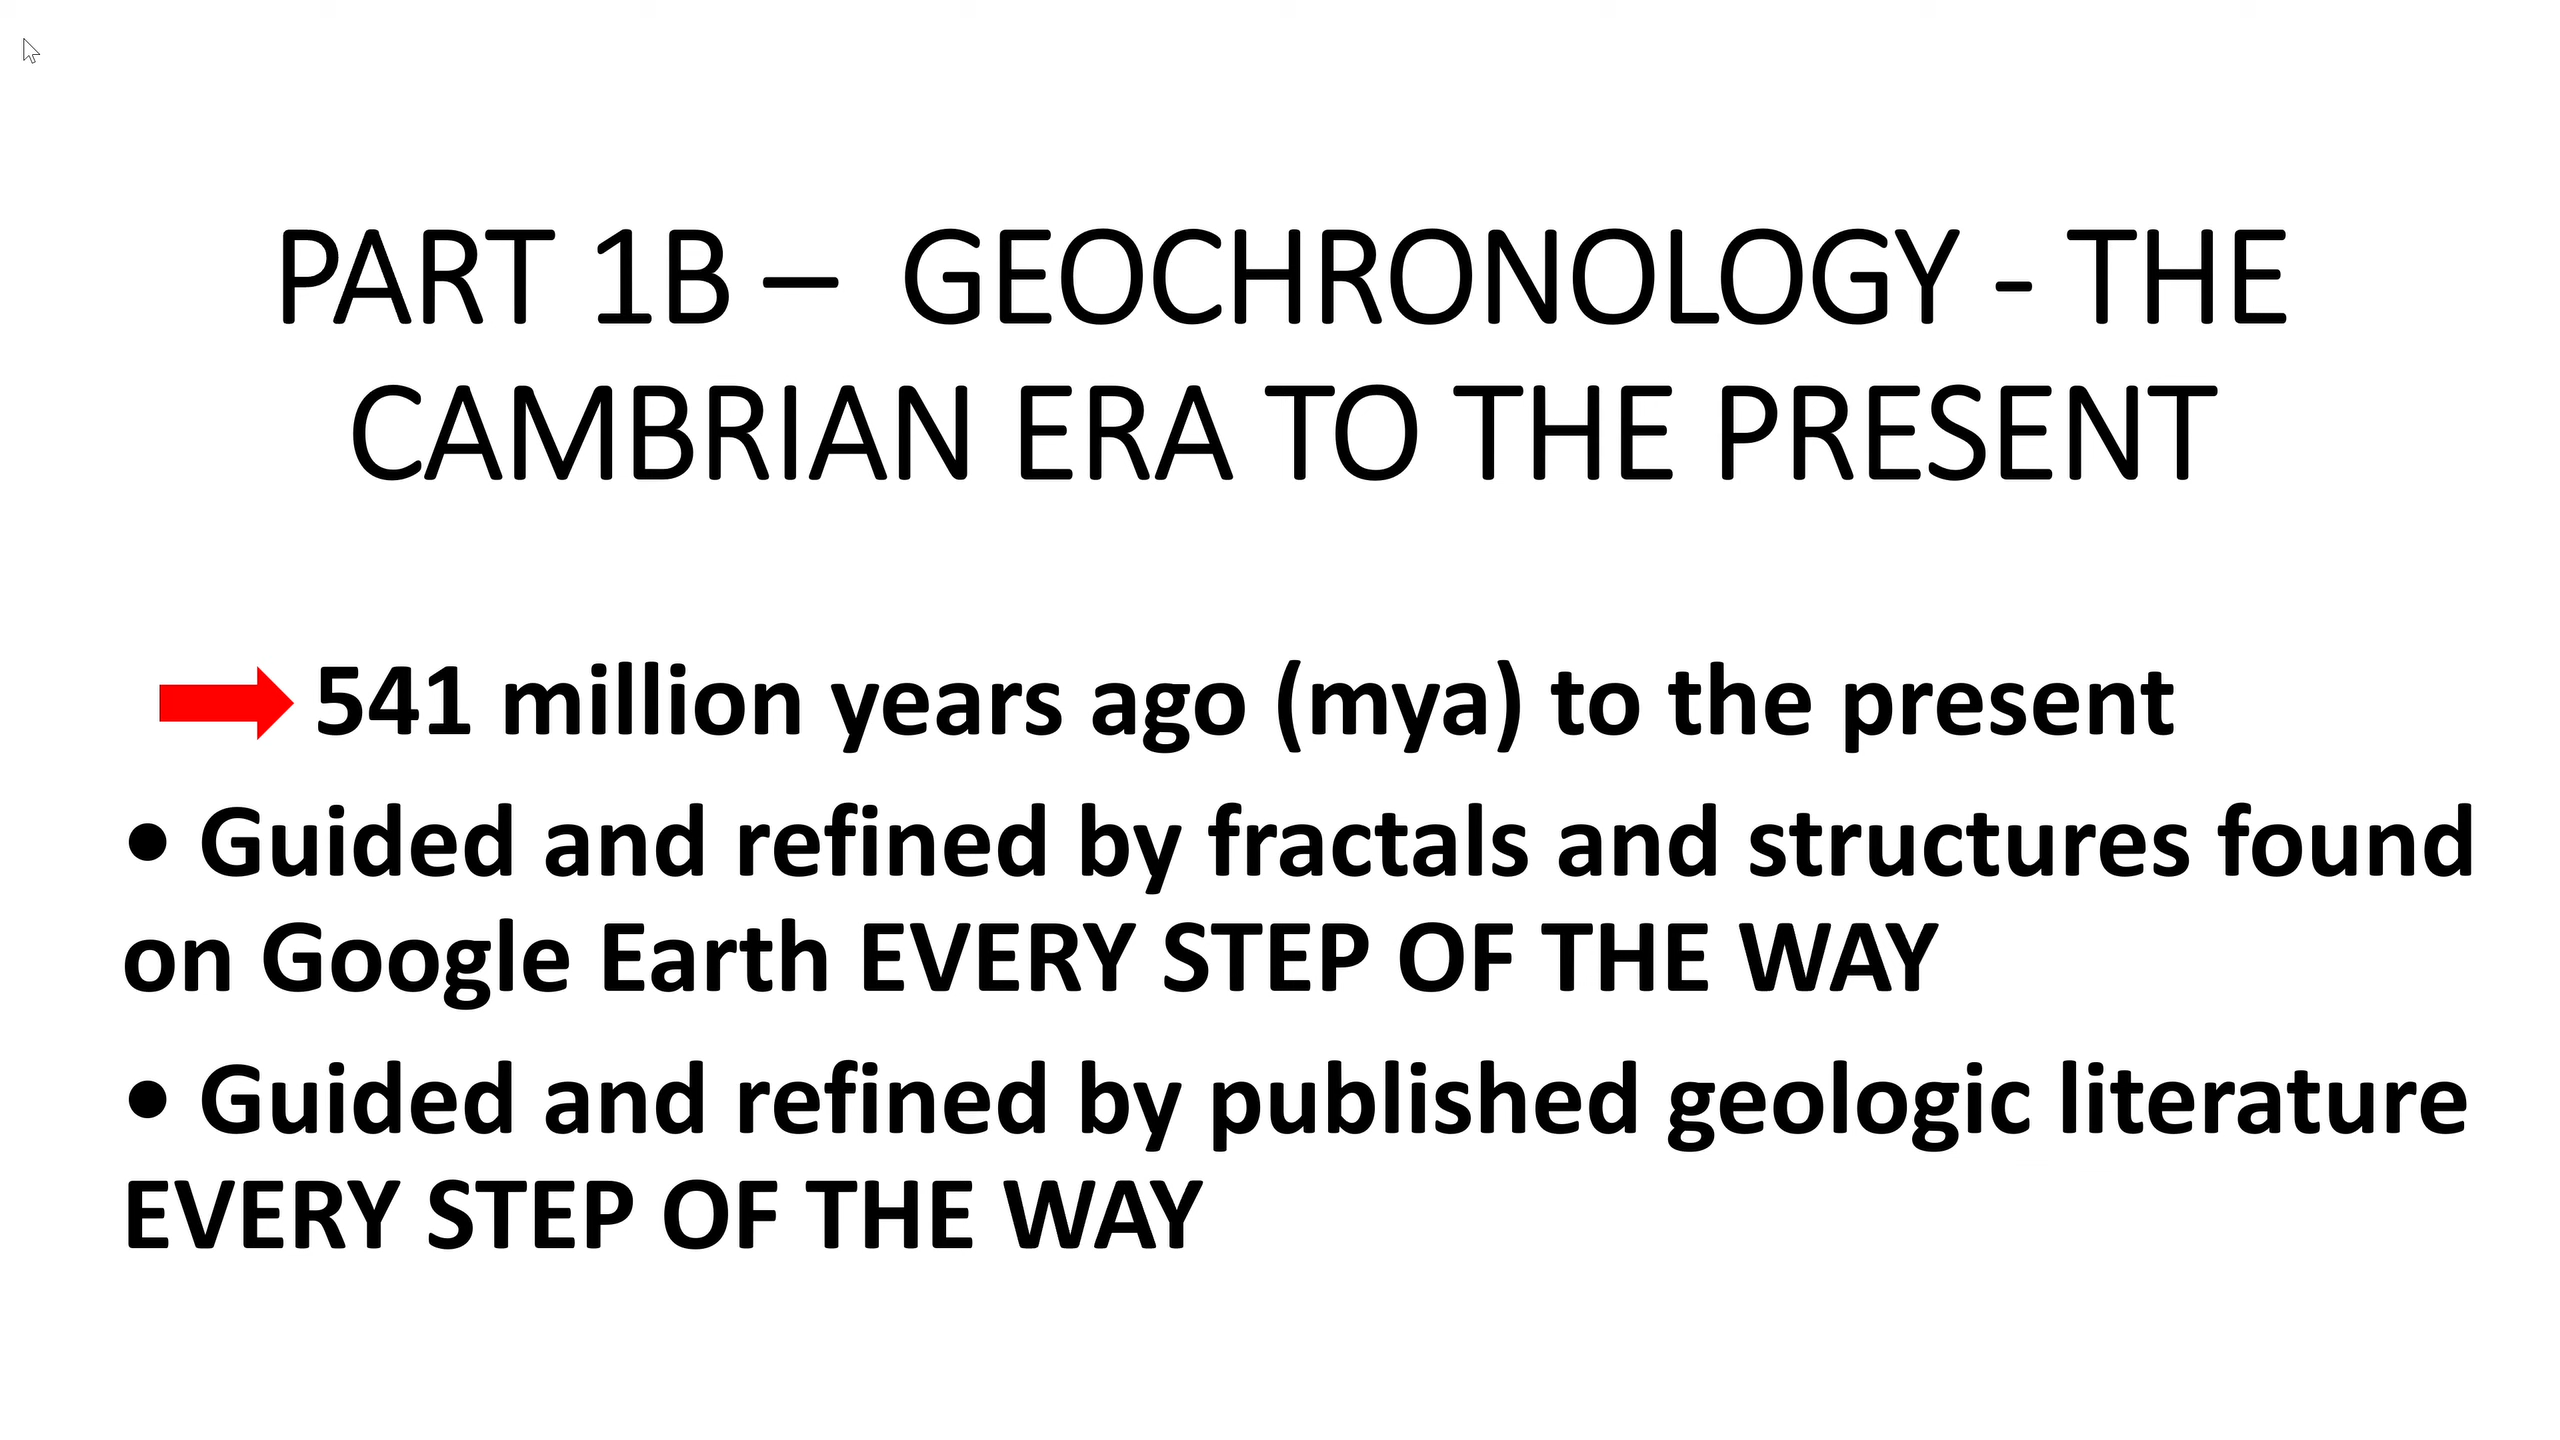 PART 1B – GEOCHRONOLOGY - THE
CAMBRIAN ERA TO THE PRESENT
541 million years ago (mya) to the present
• Guided and refined by fractals and structures found
on Google Earth EVERY STEP OF THE WAY
• Guided and refined by published geologic literature
EVERY STEP OF THE WAY